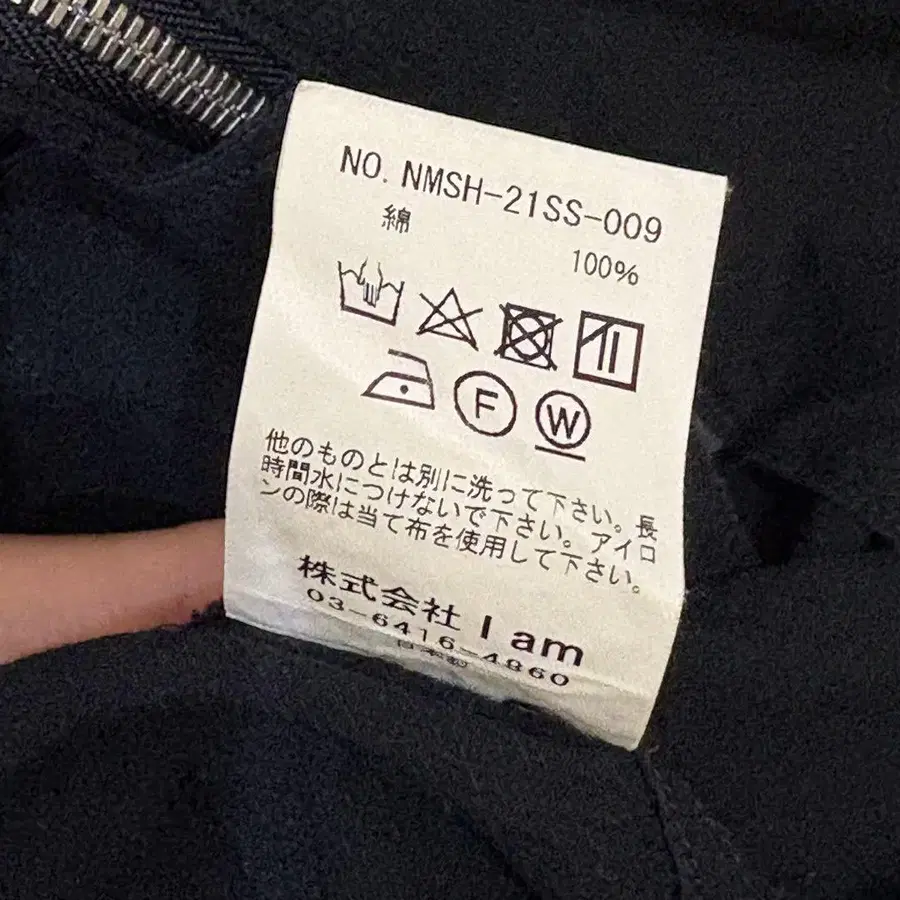 NO. NMSH-21SS-009
綿 100%
F W
他のものとは別に洗って下さい。長
時間水につけないで下さい。アイロ
ンの際は当て布を使用して下さい。
株式会社 I am
03-6416-4860
日本製